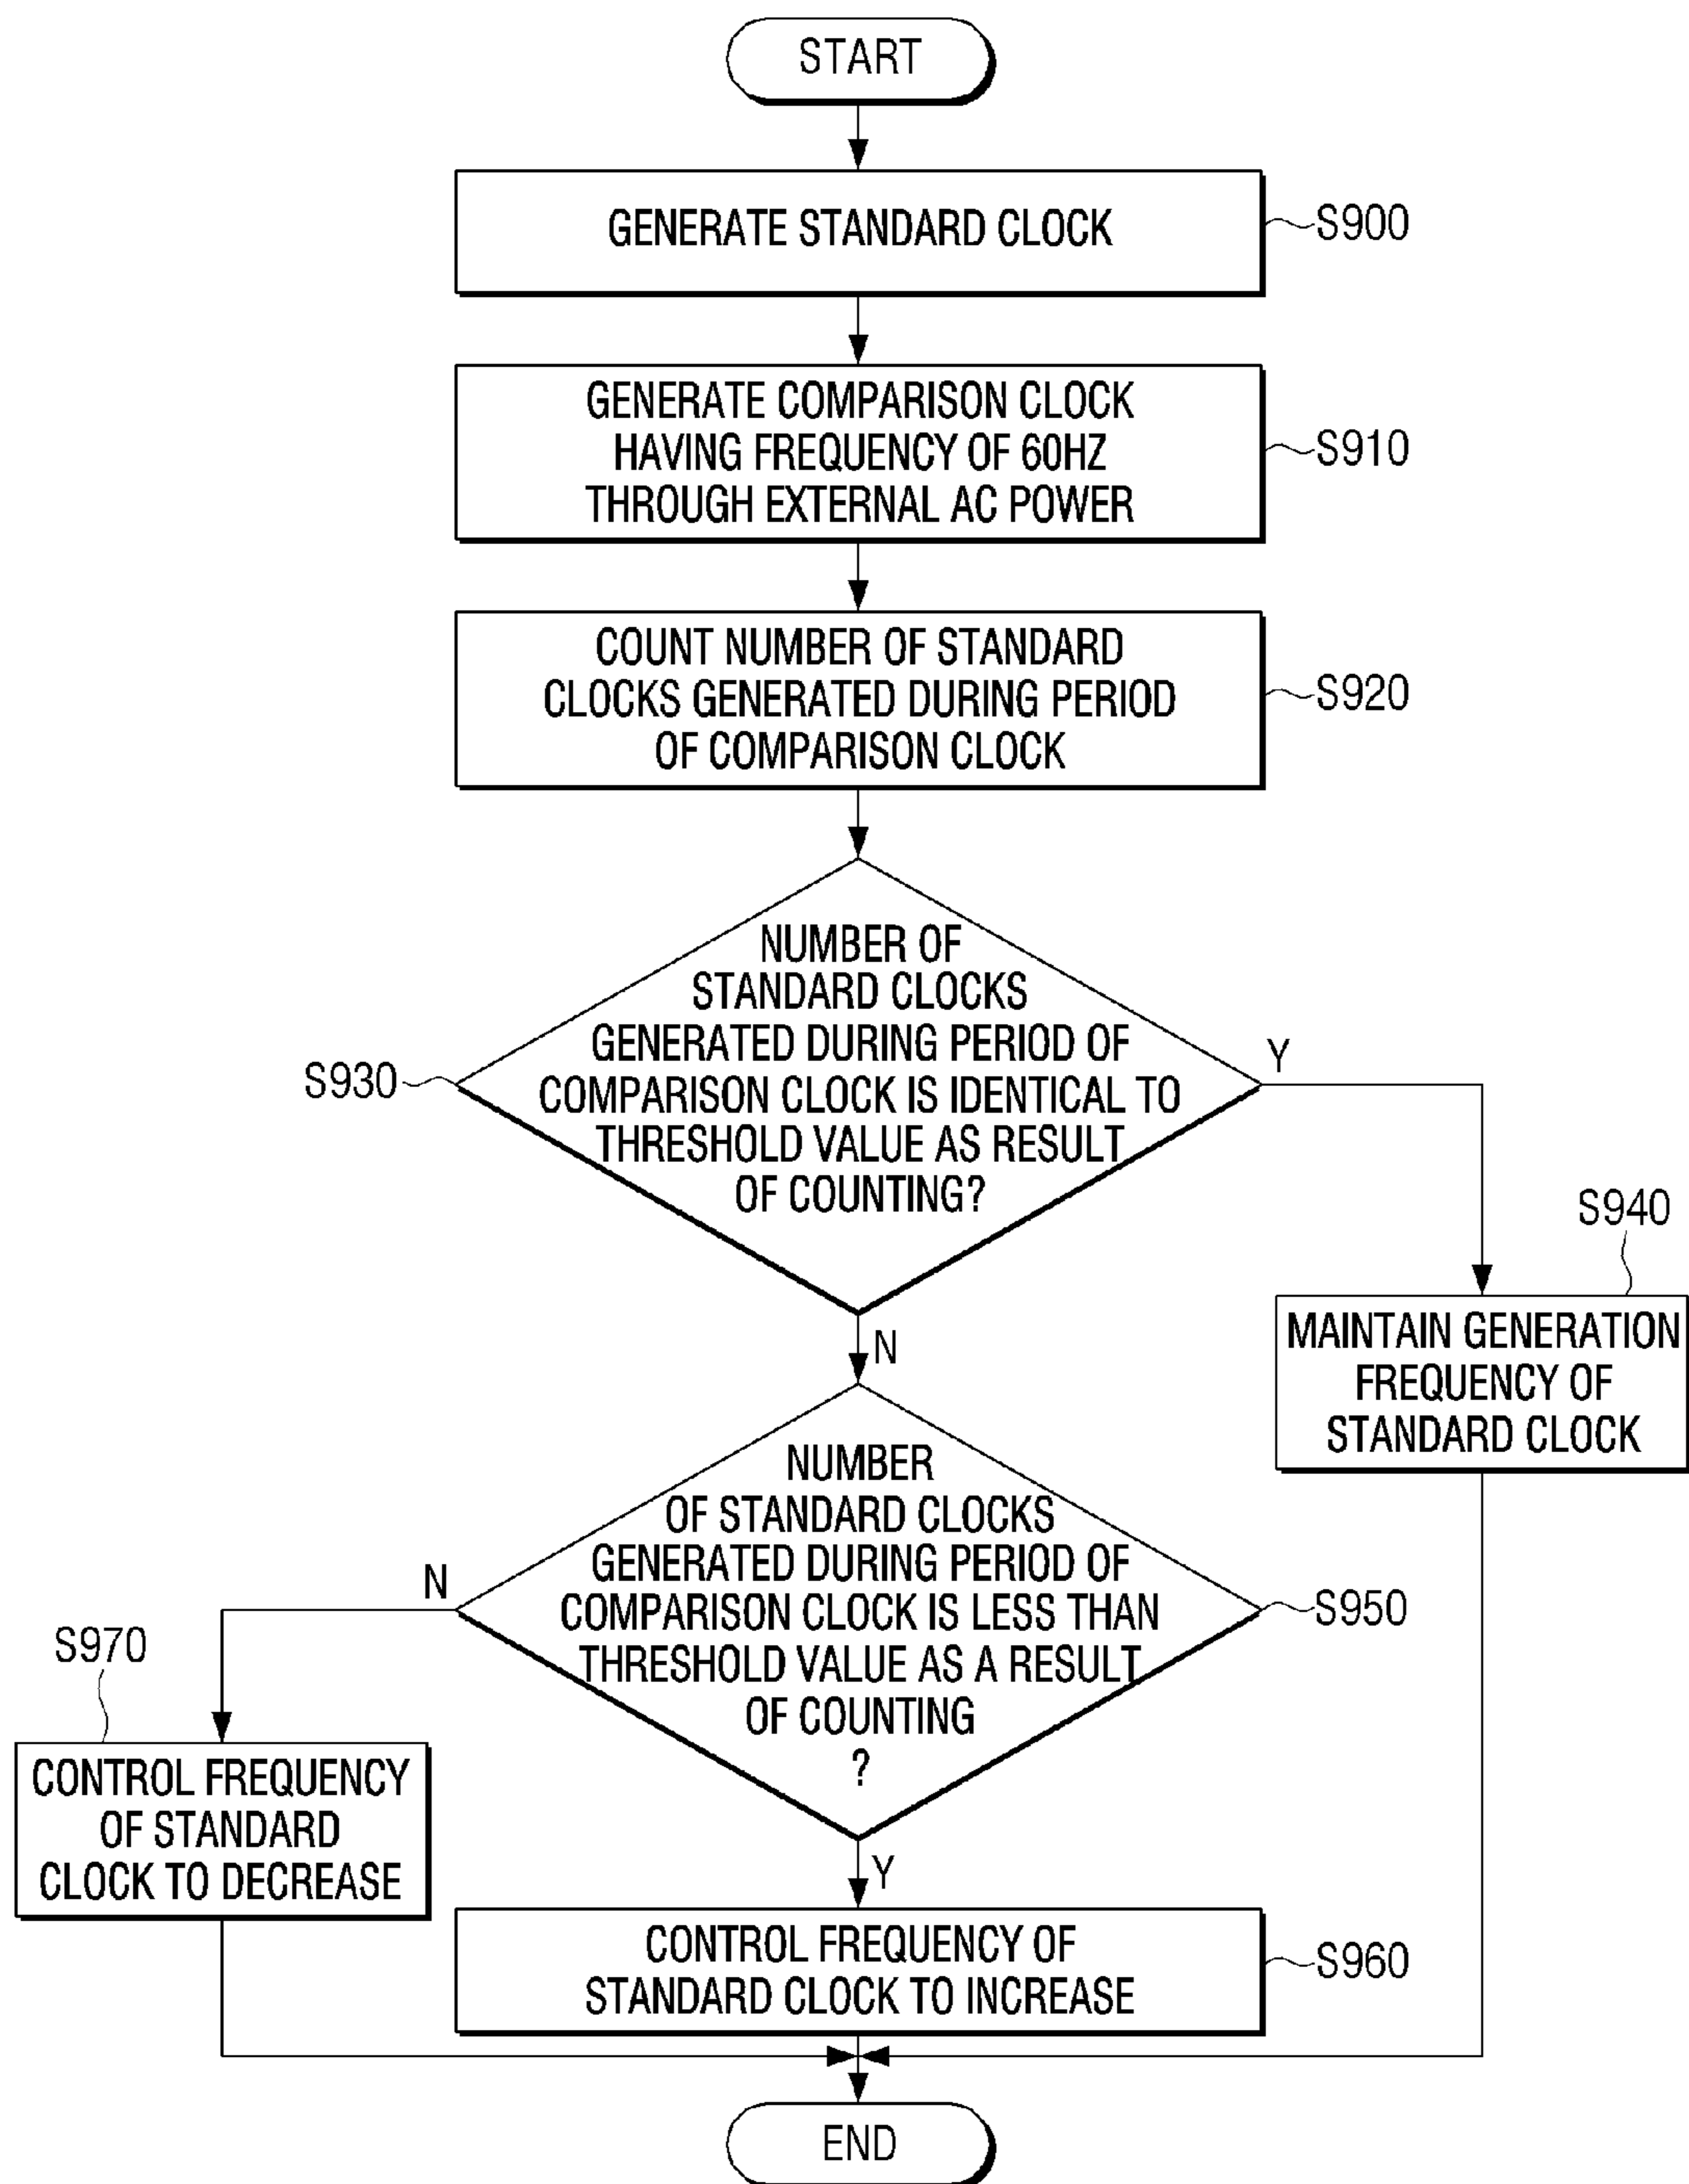 START
GENERATE STANDARD CLOCK
S900
GENERATE COMPARISON CLOCK
HAVING FREQUENCY OF 60HZ
THROUGH EXTERNAL AC POWER
S910
COUNT NUMBER OF STANDARD
CLOCKS GENERATED DURING PERIOD
OF COMPARISON CLOCK
S920
NUMBER OF
STANDARD CLOCKS
GENERATED DURING PERIOD OF
COMPARISON CLOCK IS IDENTICAL TO
THRESHOLD VALUE AS RESULT
OF COUNTING?
S930
Y
S940
MAINTAIN GENERATION
FREQUENCY OF
STANDARD CLOCK
N
NUMBER
OF STANDARD CLOCKS
GENERATED DURING PERIOD OF
COMPARISON CLOCK IS LESS THAN
THRESHOLD VALUE AS A RESULT
OF COUNTING
?
S950
N
S970
CONTROL FREQUENCY
OF STANDARD
CLOCK TO DECREASE
Y
CONTROL FREQUENCY OF
STANDARD CLOCK TO INCREASE
S960
END